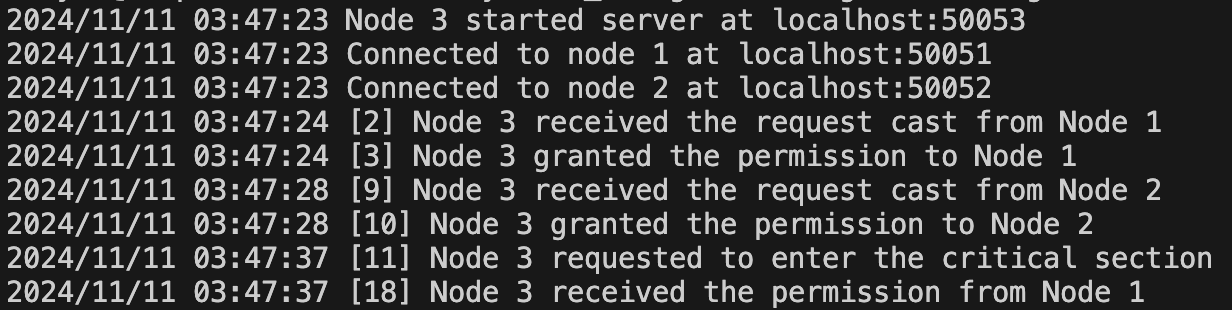 2024/11/11 03:47:23 Node 3 started server at localhost:50053
2024/11/11 03:47:23 Connected to node 1 at localhost:50051
2024/11/11 03:47:23 Connected to node 2 at localhost:50052
2024/11/11 03:47:24 [2] Node 3 received the request cast from Node 1
2024/11/11 03:47:24 [3] Node 3 granted the permission to Node 1
2024/11/11 03:47:28 [9] Node 3 received the request cast from Node 2
2024/11/11 03:47:28 [10] Node 3 granted the permission to Node 2
2024/11/11 03:47:37 [11] Node 3 requested to enter the critical section
2024/11/11 03:47:37 [18] Node 3 received the permission from Node 1